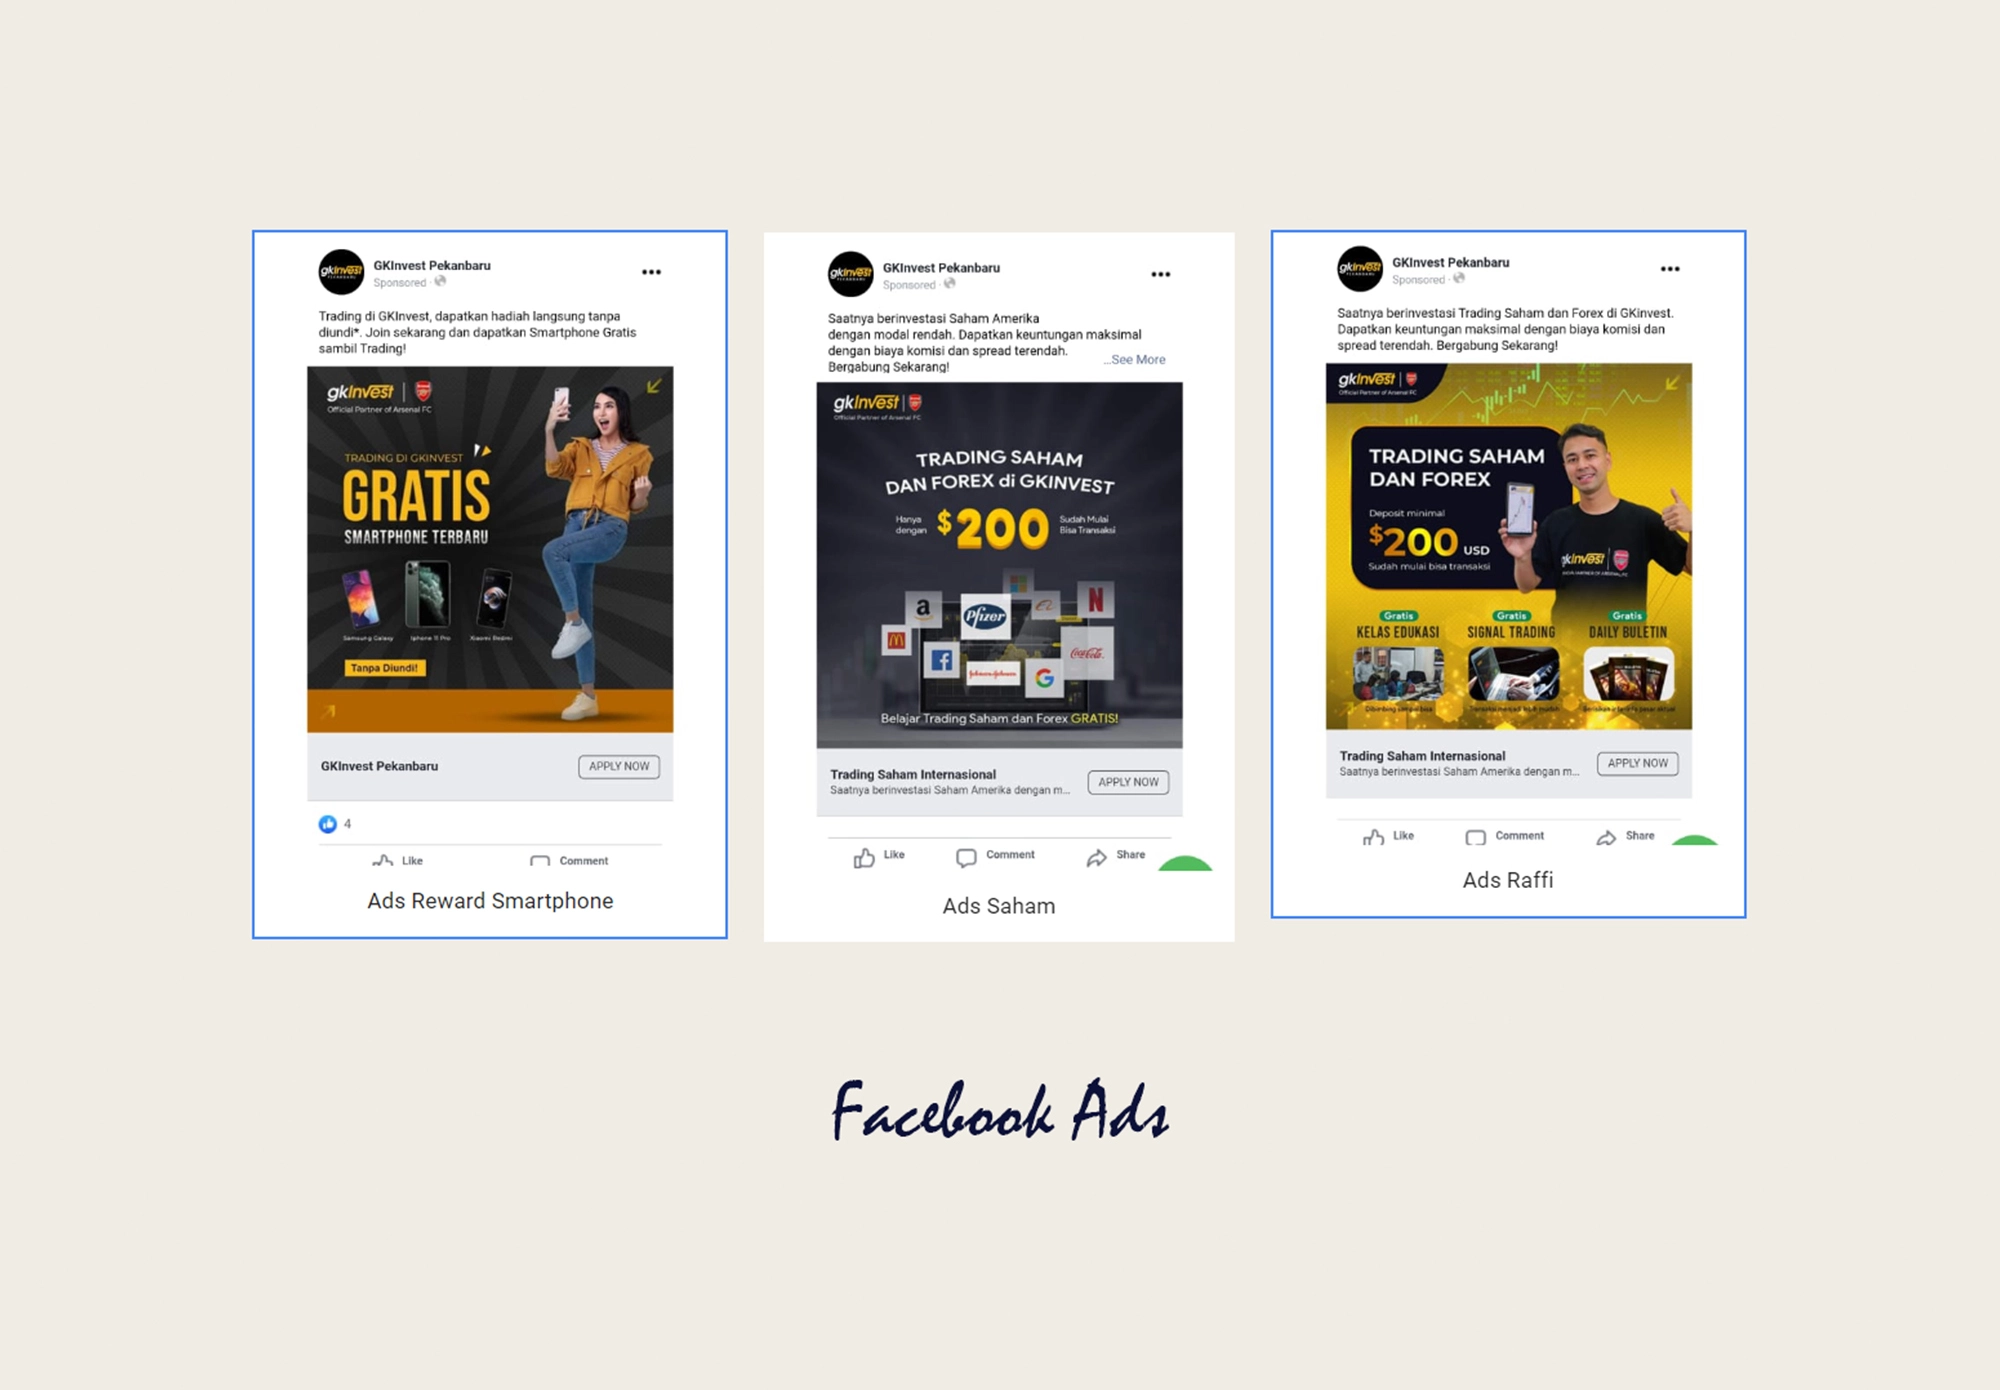 gkinvest
GKInvest Pekanbaru
Sponsored ·
Trading di GKInvest, dapatkan hadiah langsung tanpa
diundi*. Join sekarang dan dapatkan Smartphone Gratis
sambil Trading!
gkInvest
Official Partner of Arsenal FC
TRADING DI GKINVEST
GRATIS
SMARTPHONE TERBARU
Samsung Galaxy Iphone 11 Pro Xiaomi Redmi
Tanpa Diundi!
GKInvest Pekanbaru APPLY NOW
4
Like Comment
Ads Reward Smartphone
gkinvest
GKInvest Pekanbaru
Sponsored ·
Saatnya berinvestasi Saham Amerika
dengan modal rendah. Dapatkan keuntungan maksimal
dengan biaya komisi dan spread terendah.
Bergabung Sekarang!
...See More
gkInvest
Official Partner of Arsenal FC
TRADING SAHAM
DAN FOREX di GKINVEST
Hanya
dengan
$200
Sudah Mulai
Bisa Transaksi
a
Pfizer
N
Coca-Cola
Johnson & Johnson
G
Belajar Trading Saham dan Forex GRATIS!
Trading Saham Internasional
Saatnya berinvestasi Saham Amerika dengan m...
APPLY NOW
Like Comment Share
Ads Saham
gkinvest
GKInvest Pekanbaru
Sponsored ·
Saatnya berinvestasi Trading Saham dan Forex di GKinvest.
Dapatkan keuntungan maksimal dengan biaya komisi dan
spread terendah. Bergabung Sekarang!
gkInvest
Official Partner of Arsenal FC
TRADING SAHAM
DAN FOREX
Deposit minimal
$200 USD
Sudah mulai bisa transaksi
gkInvest
Gratis Gratis Gratis
KELAS EDUKASI SIGNAL TRADING DAILY BULETIN
Trading Saham Internasional
Saatnya berinvestasi Saham Amerika dengan m...
APPLY NOW
Like Comment Share
Ads Raffi
Facebook Ads